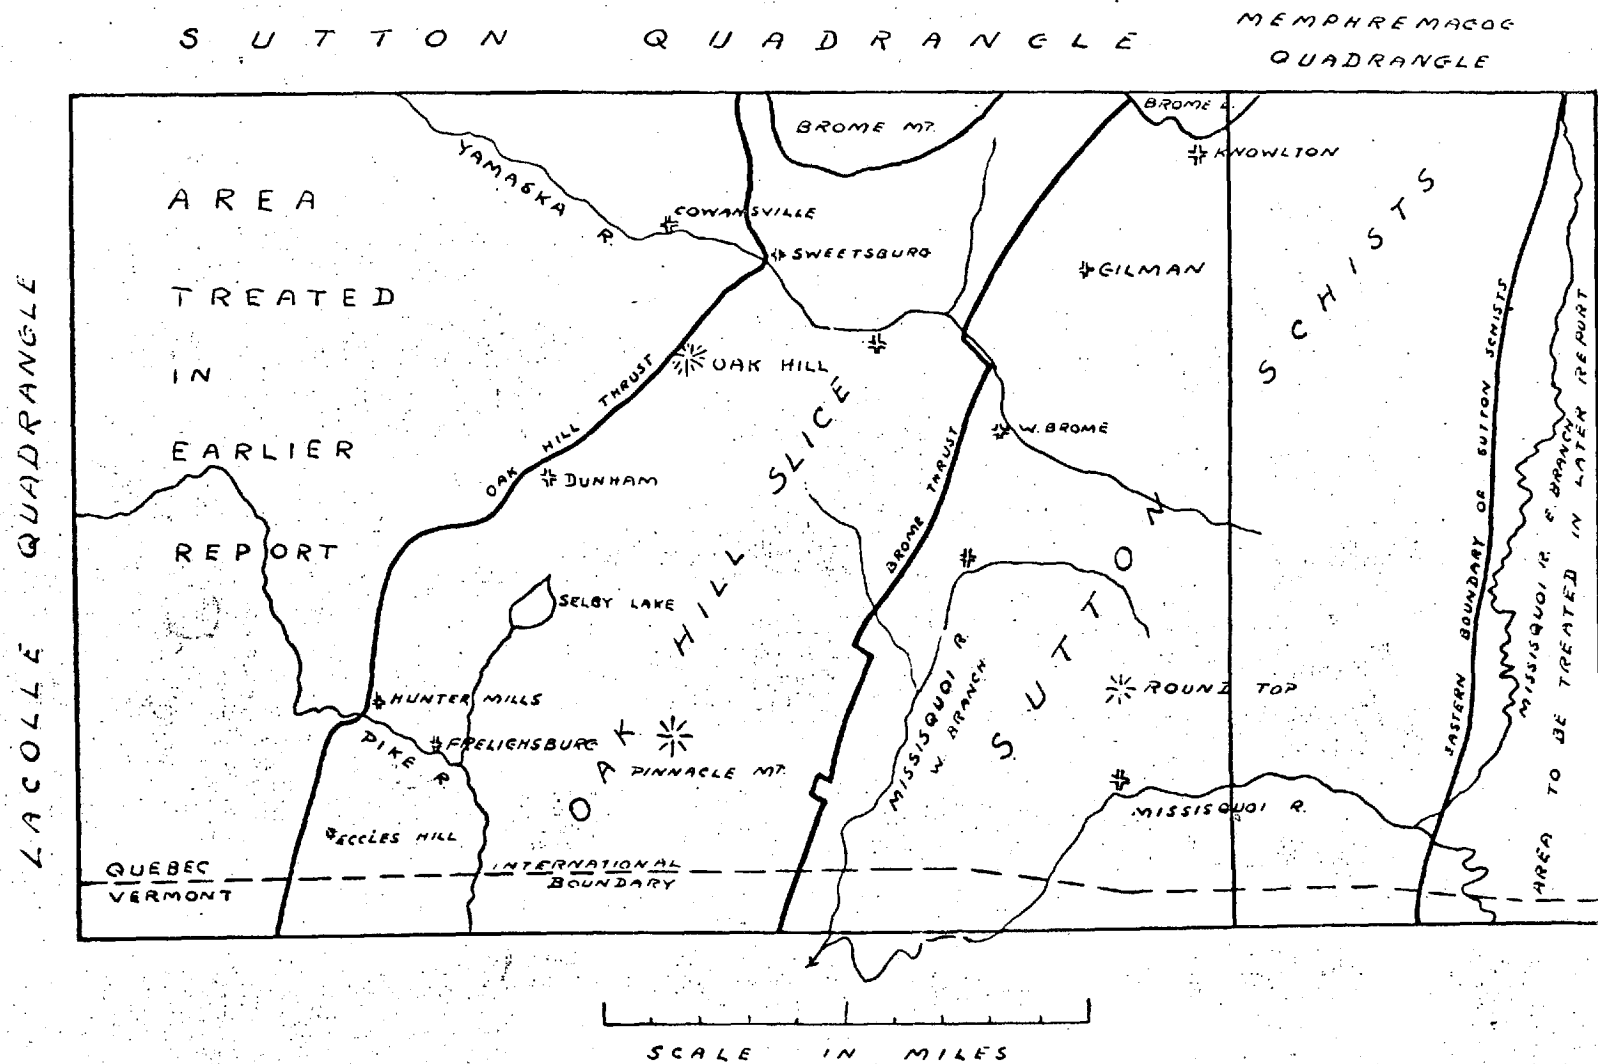 SUTTON QUADRANGLE
MEMPHREMAGOG
QUADRANGLE
LACOLLE QUADRANGLE
BROME L.
BROME MT.
KNOWLTON
YAMASKA R.
AREA
TREATED
IN
EARLIER
REPORT
COWANSVILLE
SWEETSBURG
GILMAN
SUTTON SCHISTS
OAK HILL
OAK HILL THRUST
OAK HILL SLICE
W. BROME
BROME THRUST
DUNHAM
SELBY LAKE
HUNTER MILLS
FRELIGHSBURG
PIKE R.
PINNACLE MT.
ECCLES HILL
MISSISQUOI R.
W. BRANCH
ROUND TOP
MISSISQUOI R.
EASTERN BOUNDARY OF SUTTON SCHISTS
MISSISQUOI R. E. BRANCH
AREA TO BE TREATED IN LATER REPORT
QUEBEC
VERMONT
INTERNATIONAL
BOUNDARY
SCALE IN MILES